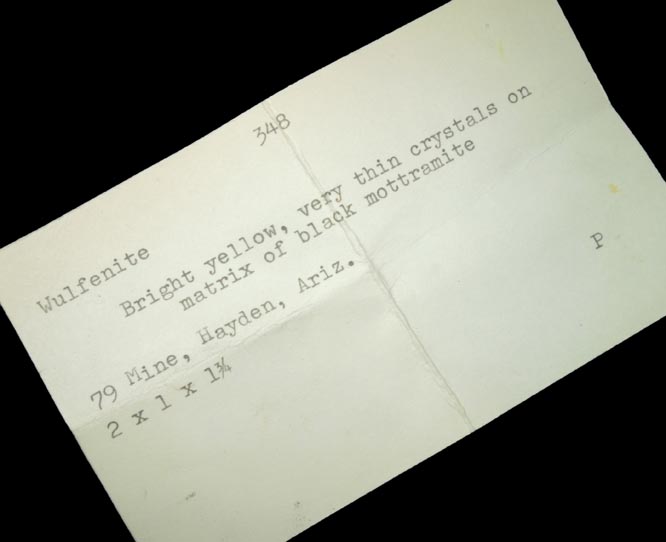 348
Wulfenite
Bright yellow, very thin crystals on
matrix of black mottramite
79 Mine, Hayden, Ariz.
2 x 1 x 1¾
P